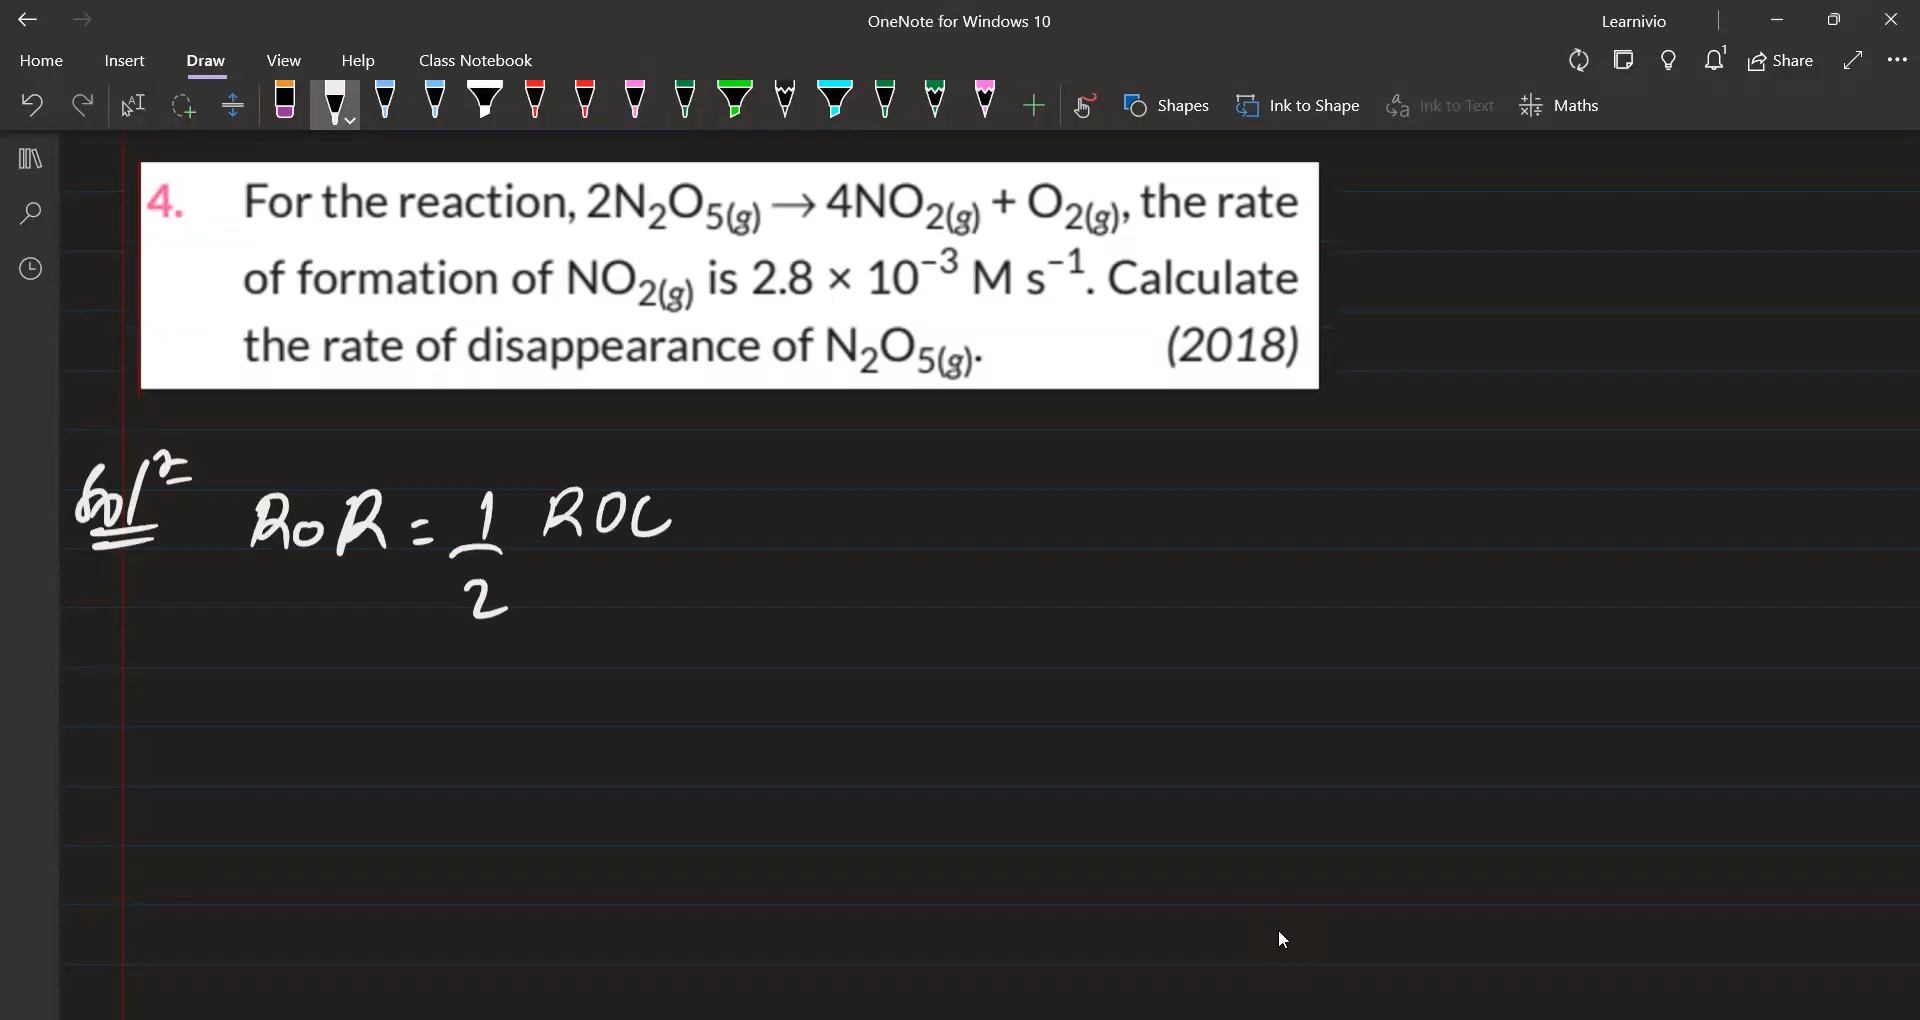 OneNote for Windows 10
Learnivio
Home Insert Draw View Help Class Notebook
1
Share
Shapes Ink to Shape Ink to Text Maths
4. For the reaction, 2N₂O₅(g) → 4NO₂(g) + O₂(g), the rate
of formation of NO₂(g) is 2.8 × 10⁻³ M s⁻¹. Calculate
the rate of disappearance of N₂O₅(g). (2018)
ROR = 1/2 ROC